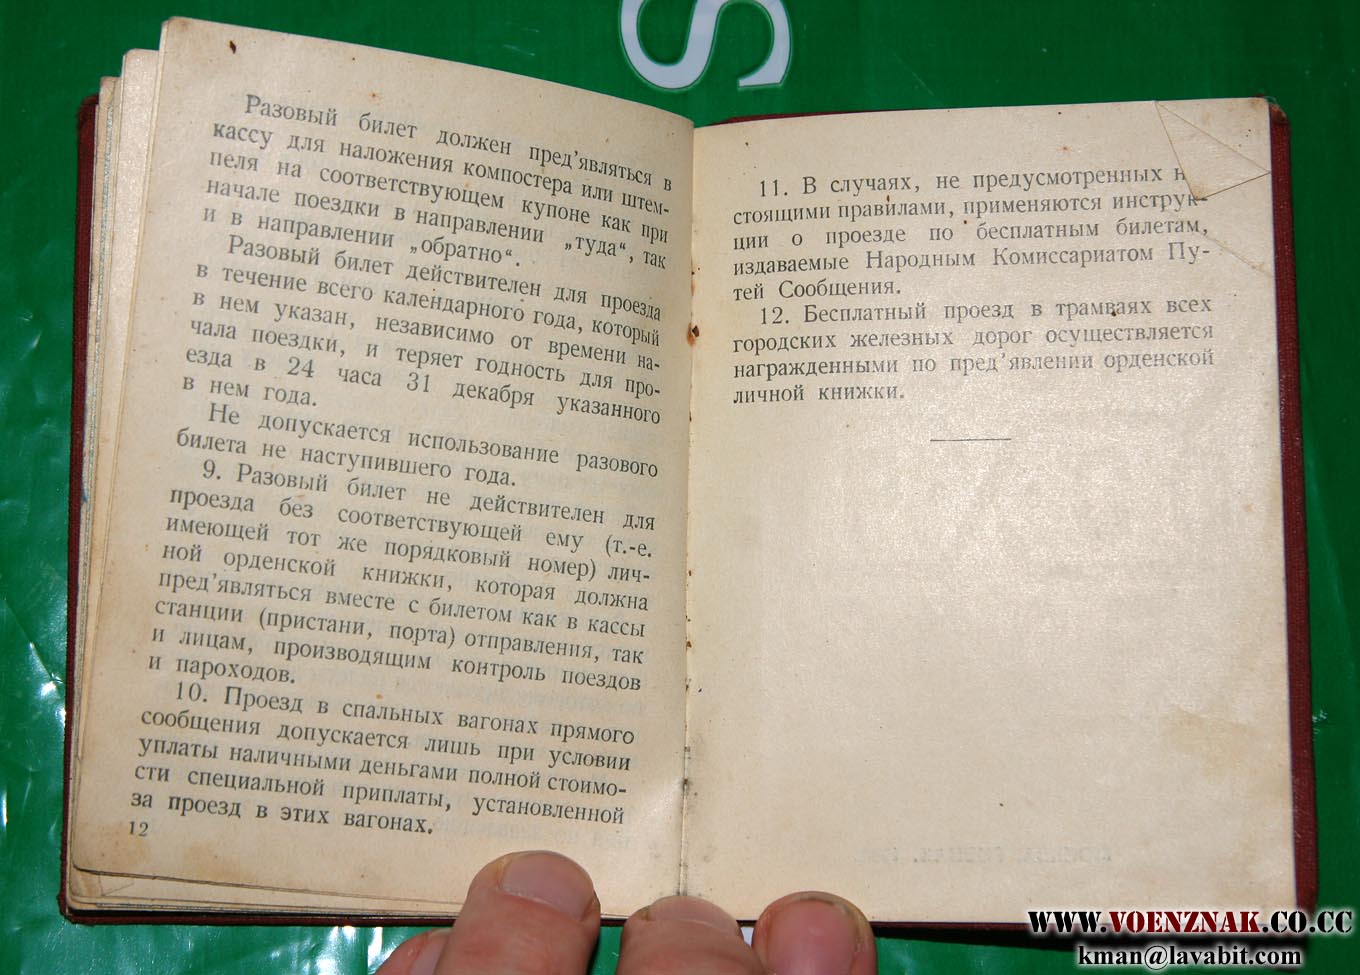 S
Разовый билет должен пред'являться в
кассу для наложения компостера или штем-
пеля на соответствующем купоне как при
начале поездки в направлении „туда“, так
и в направлении „обратно“.
Разовый билет действителен для проезда
в течение всего календарного года, который
в нем указан, независимо от времени на-
чала поездки, и теряет годность для про-
езда в 24 часа 31 декабря указанного
в нем года.
Не допускается использование разового
билета не наступившего года.
9. Разовый билет не действителен для
проезда без соответствующей ему (т.-е.
имеющей тот же порядковый номер) лич-
ной орденской книжки, которая должна
пред'являться вместе с билетом как в кассы
станции (пристани, порта) отправления, так
и лицам, производящим контроль поездов
и пароходов.
10. Проезд в спальных вагонах прямого
сообщения допускается лишь при условии
уплаты наличными деньгами полной стоимо-
сти специальной приплаты, установленной
за проезд в этих вагонах.
12
11. В случаях, не предусмотренных н
стоящими правилами, применяются инструк-
ции о проезде по бесплатным билетам,
издаваемые Народным Комиссариатом Пу-
тей Сообщения.
12. Бесплатный проезд в трамваях всех
городских железных дорог осуществляется
награжденными по пред'явлении орденской
личной книжки.
WWW.VOENZNAK.CO.CC
kman@lavabit.com